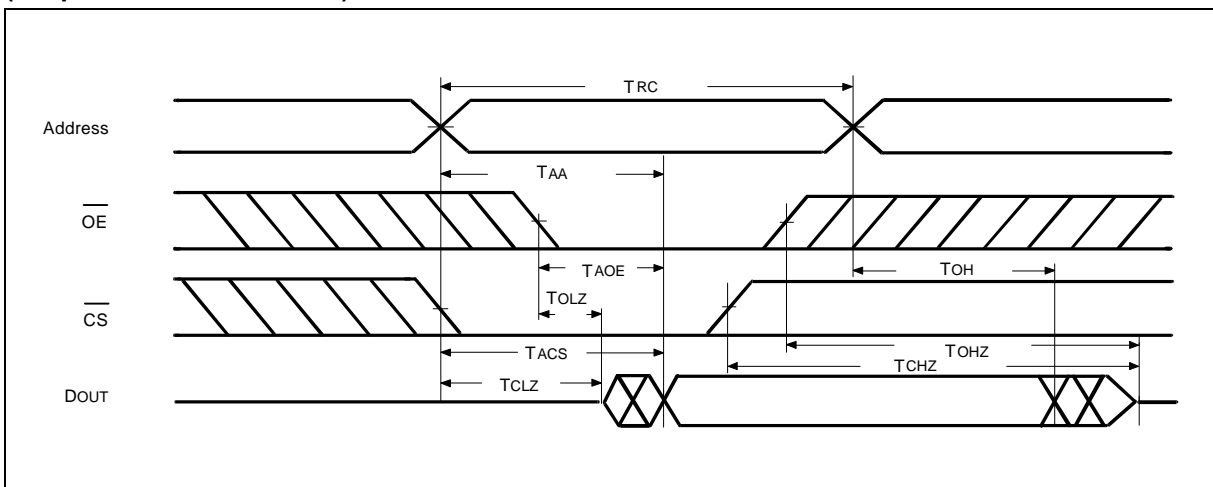 TRC
Address
TAA
OE
TAOE
TOH
TOLZ
CS
TOHZ
TACS
TCHZ
TCLZ
DOUT